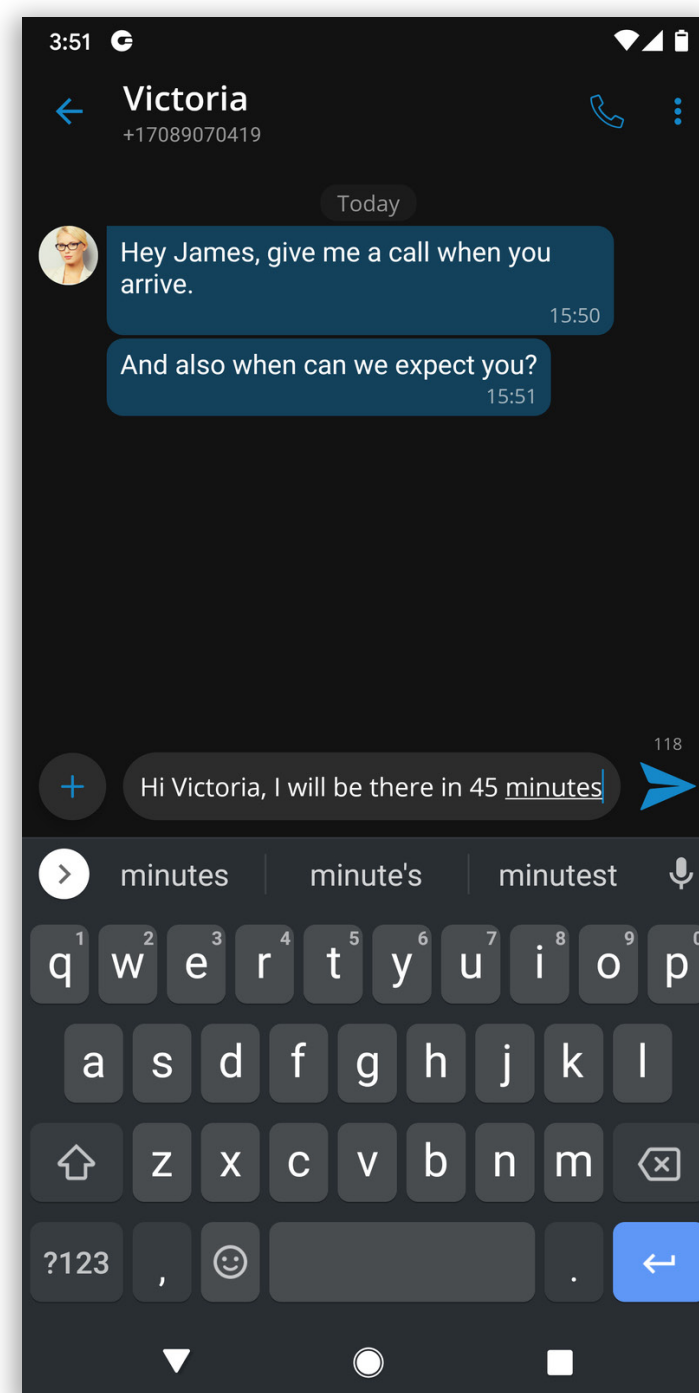 3:51
Victoria
+17089070419
Today
Hey James, give me a call when you
arrive.
15:50
And also when can we expect you?
15:51
118
Hi Victoria, I will be there in 45 minutes
minutes minute's minutest
1 2 3 4 5 6 7 8 9 0
q w e r t y u i o p
a s d f g h j k l
z x c v b n m
?123 , .